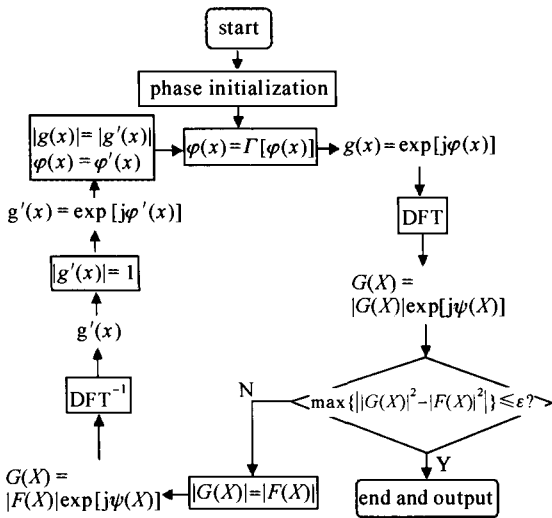 start
phase initialization
|g(x)|=|g′(x)|
φ(x)=φ′(x)
φ(x)=Γ[φ(x)]
g(x)=exp[jφ(x)]
g′(x)=exp[jφ′(x)]
DFT
|g′(x)|=1
G(X)=
|G(X)|exp[jψ(X)]
g′(x)
N
max{||G(X)|²−|F(X)|²|}⩽ε?
DFT⁻¹
Y
G(X)=
|F(X)|exp[jψ(X)]
|G(X)|=|F(X)|
end and output